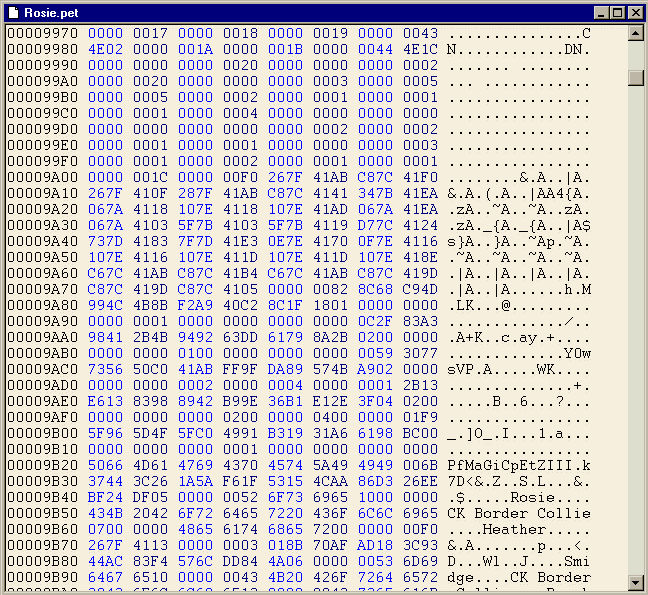 Rosie.pet
00009970 0000 0017 0000 0018 0000 0019 0000 0043 ...............C
00009980 4E02 0000 001A 0000 001B 0000 0044 4E1C N.............DN.
00009990 0000 0000 0000 0020 0000 0000 0000 0002 ....... ........
000099A0 0000 0020 0000 0000 0000 0003 0000 0005 ... ............
000099B0 0000 0005 0000 0002 0000 0001 0000 0001 ................
000099C0 0000 0001 0000 0004 0000 0000 0000 0000 ................
000099D0 0000 0000 0000 0000 0000 0002 0000 0002 ................
000099E0 0000 0001 0000 0001 0000 0000 0000 0003 ................
000099F0 0000 0001 0000 0002 0000 0001 0000 0001 ................
00009A00 0000 001C 0000 00F0 267F 41AB C87C 41F0 ........&.A..|A.
00009A10 267F 410F 287F 41AB C87C 4141 347B 41EA &.A.(.A..|AA4{A.
00009A20 067A 4118 107E 4118 107E 41AD 067A 41EA .zA..~A..~A..zA.
00009A30 067A 4103 5F7B 4103 5F7B 4119 D77C 4124 .zA._{A._{A..|A$
00009A40 737D 4183 7F7D 41E3 0E7E 4170 0F7E 4116 s}A..}A..~Ap.~A.
00009A50 107E 4116 107E 411D 107E 411D 107E 418E .~A..~A..~A..~A.
00009A60 C67C 41AB C87C 41B4 C67C 41AB C87C 419D .|A..|A..|A..|A.
00009A70 C87C 419D C87C 4105 0000 0082 8C68 C94D .|A..|A......h.M
00009A80 994C 4B8B F2A9 40C2 8C1F 1801 0000 0000 .LK...@.........
00009A90 0000 0001 0000 0000 0000 0000 0C2F 83A3 ............./..
00009AA0 9841 2B4B 9492 63DD 6179 8A2B 0200 0000 .A+K..c.ay.+....
00009AB0 0000 0000 0100 0000 0000 0000 0059 3077 .............Y0w
00009AC0 7356 50C0 41AB FF9F DA89 574B A902 0000 sVP.A.....WK....
00009AD0 0000 0000 0002 0000 0004 0000 0001 2B13 ..............+.
00009AE0 E613 8398 8942 B99E 36B1 E12E 3F04 0200 .....B..6...?...
00009AF0 0000 0000 0000 0200 0000 0400 0000 01F9 ................
00009B00 5F96 5D4F 5FC0 4991 B319 31A6 6198 BC00 _.]O_.I...1.a...
00009B10 0000 0000 0000 0001 0000 0000 0000 0000 ................
00009B20 5066 4D61 4769 4370 4574 5A49 4949 006B PfMaGiCpEtZIII.k
00009B30 3744 3C26 1A5A F61F 5315 4CAA 86D3 26EE 7D<&.Z..S.L...&.
00009B40 BF24 DF05 0000 0052 6F73 6965 1000 0000 .$.....Rosie....
00009B50 434B 2042 6F72 6465 7220 436F 6C6C 6965 CK Border Collie
00009B60 0700 0000 4865 6174 6865 7200 0000 00F0 ....Heather.....
00009B70 267F 4113 0000 0003 018B 70AF AD18 3C93 &.A.......p...<.
00009B80 44AC 83F4 576C DD84 4A06 0000 0053 6D69 D...Wl..J....Smi
00009B90 6467 6510 0000 0043 4B20 426F 7264 6572 dge....CK Border